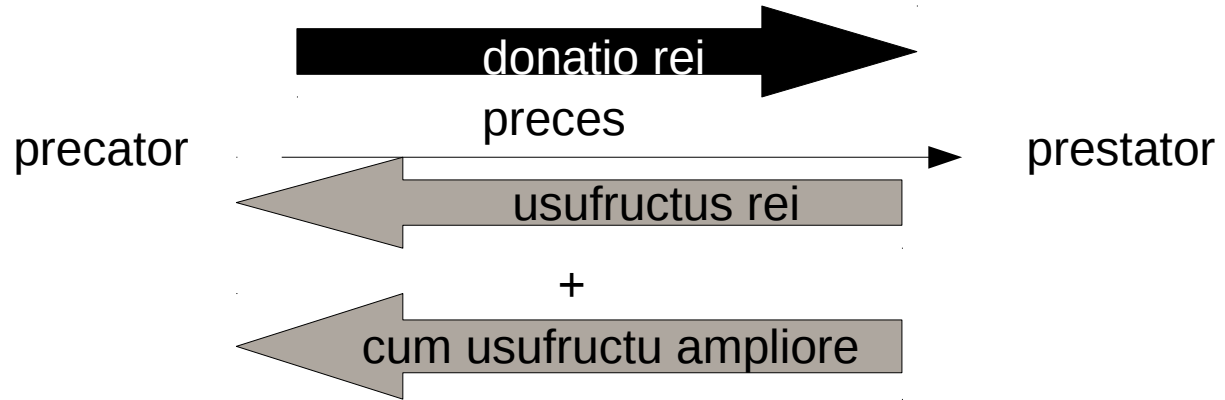 donatio rei
preces
precator
prestator
usufructus rei
+
cum usufructu ampliore